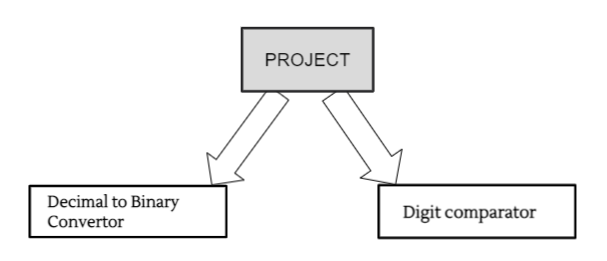 PROJECT
Decimal to Binary
Convertor
Digit comparator